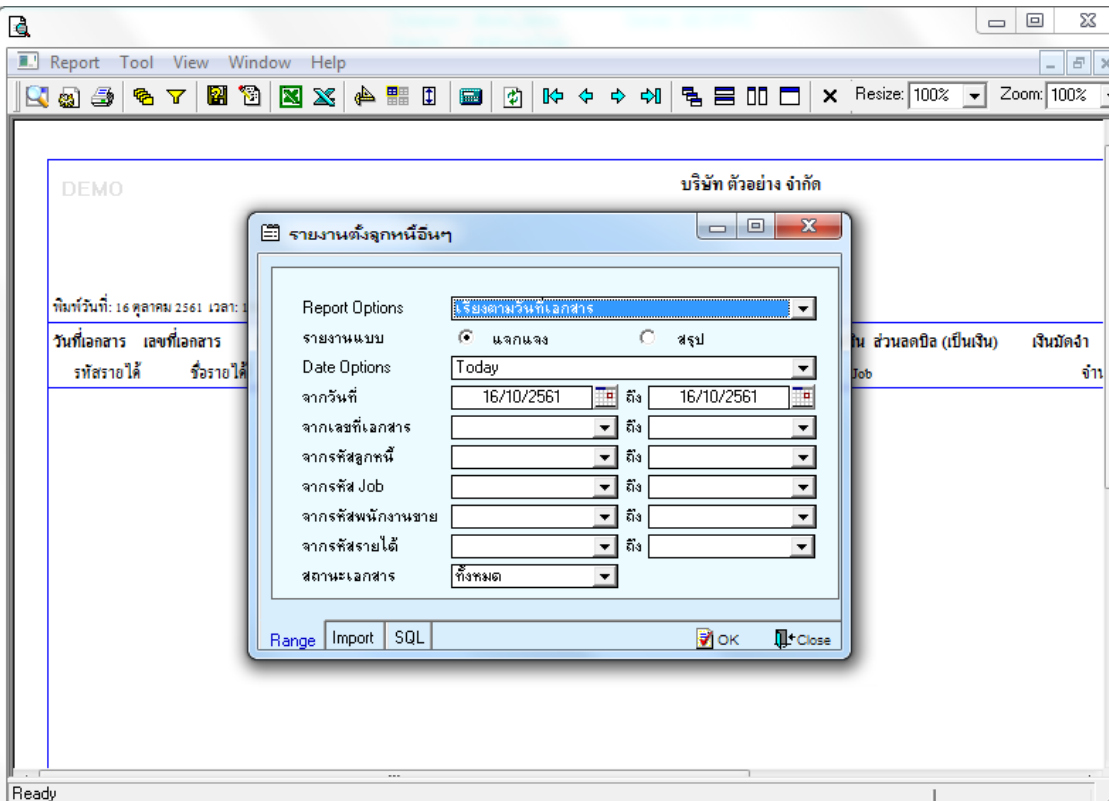 Report Tool View Window Help
Resize: 100% Zoom: 100%
DEMO
บริษัท ตัวอย่าง จำกัด
พิมพ์วันที่: 16 ตุลาคม 2561 เวลา: 1
วันที่เอกสาร เลขที่เอกสาร
ส่วนลดบิล (เป็นเงิน) เงินมัดจำ
รหัสรายได้ ชื่อรายได้
Job
รายงานตั้งลูกหนี้อื่นๆ
Report Options เรียงตามวันที่เอกสาร
รายงานแบบ แจกแจง สรุป
Date Options Today
จากวันที่ 16/10/2561 ถึง 16/10/2561
จากเลขที่เอกสาร ถึง
จากรหัสลูกหนี้ ถึง
จากรหัส Job ถึง
จากรหัสพนักงานขาย ถึง
จากรหัสรายได้ ถึง
สถานะเอกสาร ทั้งหมด
Range Import SQL OK Close
Ready